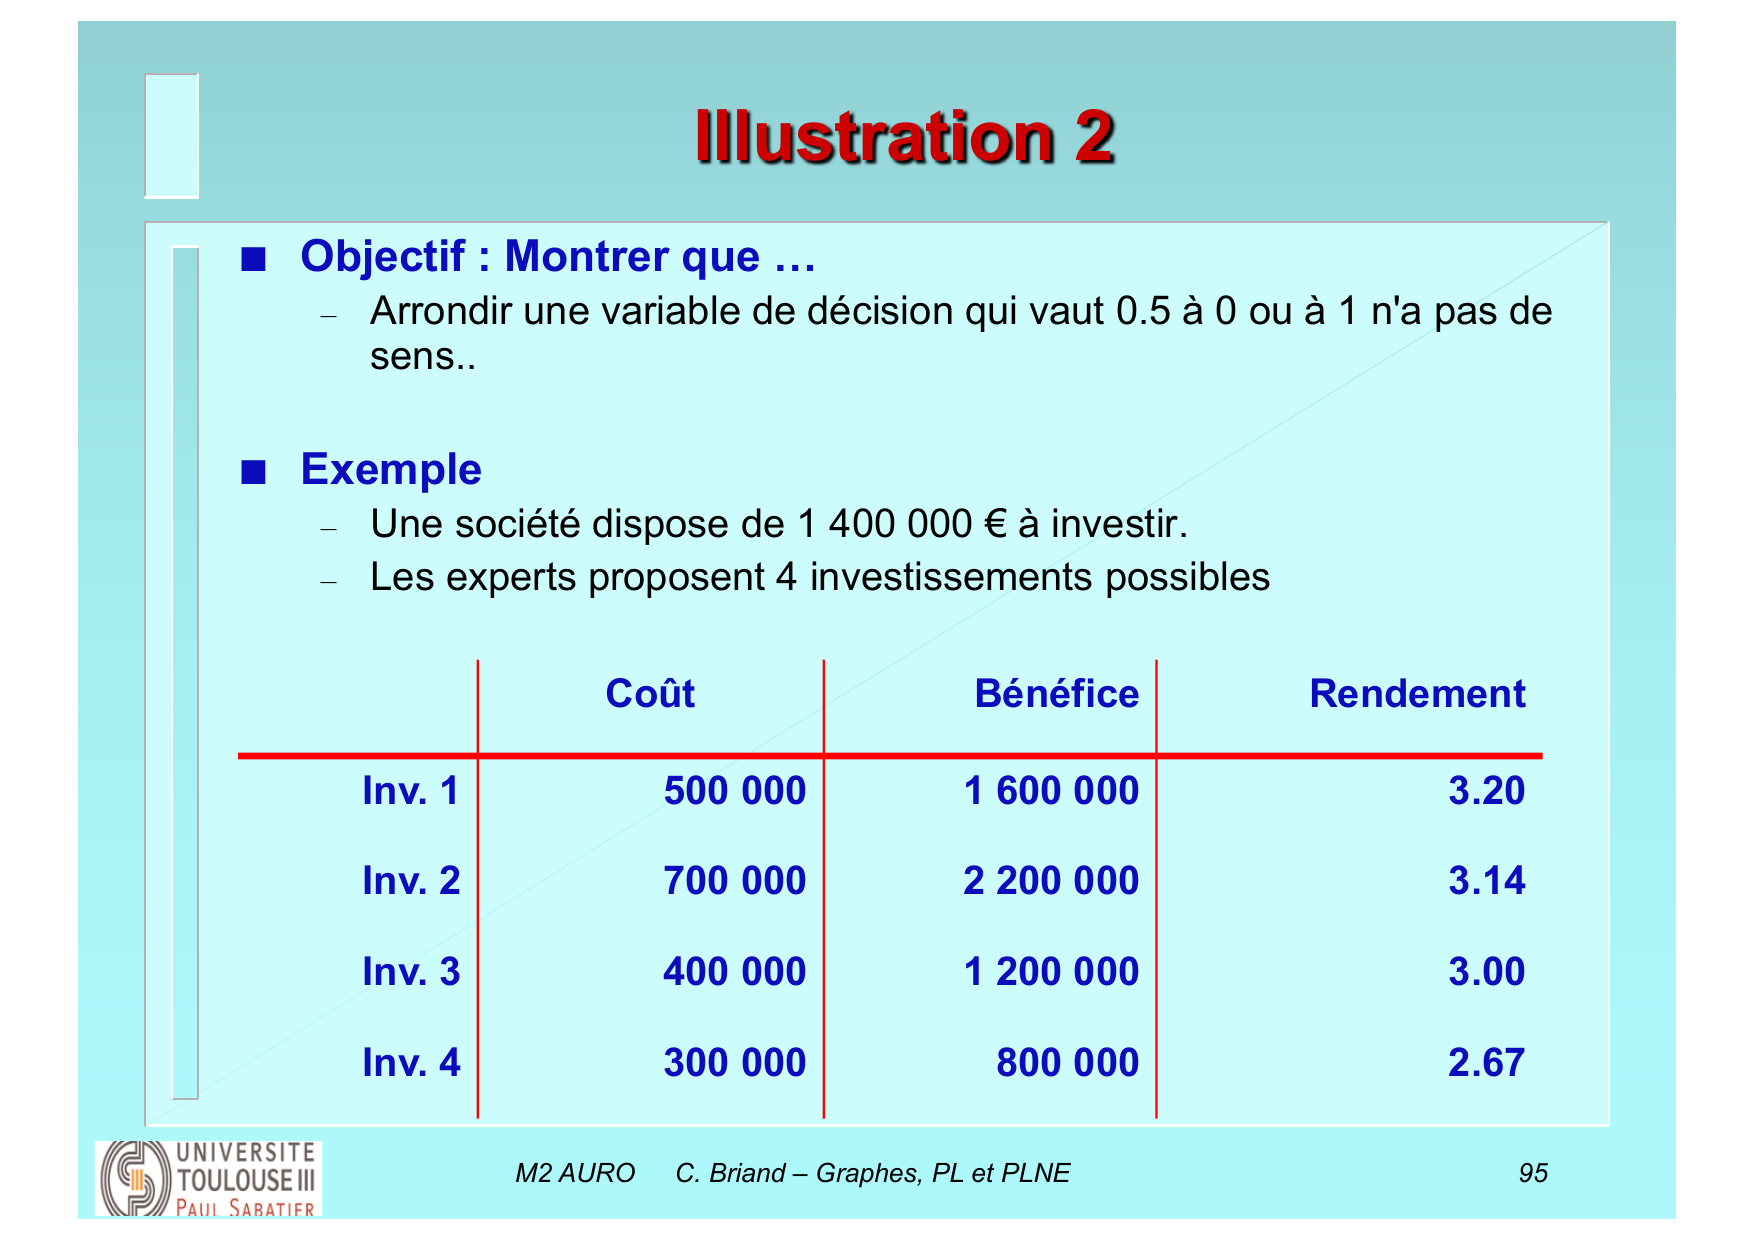 Illustration 2
■ Objectif : Montrer que …
– Arrondir une variable de décision qui vaut 0.5 à 0 ou à 1 n'a pas de
sens..
■ Exemple
– Une société dispose de 1 400 000 € à investir.
– Les experts proposent 4 investissements possibles
Coût Bénéfice Rendement
Inv. 1 500 000 1 600 000 3.20
Inv. 2 700 000 2 200 000 3.14
Inv. 3 400 000 1 200 000 3.00
Inv. 4 300 000 800 000 2.67
UNIVERSITE
TOULOUSE III
PAUL SABATIER
M2 AURO C. Briand – Graphes, PL et PLNE 95